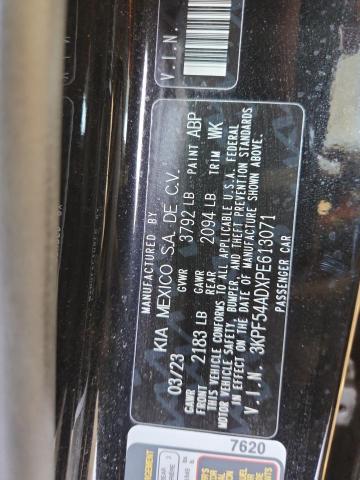 V.I.N.
MANUFACTURED BY
KIA MEXICO S.A. DE C.V.
03/23 GVWR 3792 LB PAINT ABP
GAWR FRONT 2183 LB GAWR REAR 2094 LB TRIM WK
THIS VEHICLE CONFORMS TO ALL APPLICABLE U.S.A. FEDERAL
MOTOR VEHICLE SAFETY, BUMPER, AND THEFT PREVENTION STANDARDS
IN EFFECT ON THE DATE OF MANUFACTURE SHOWN ABOVE.
V.I.N. 3KPF54ADXPE613071
PASSENGER CAR
7620